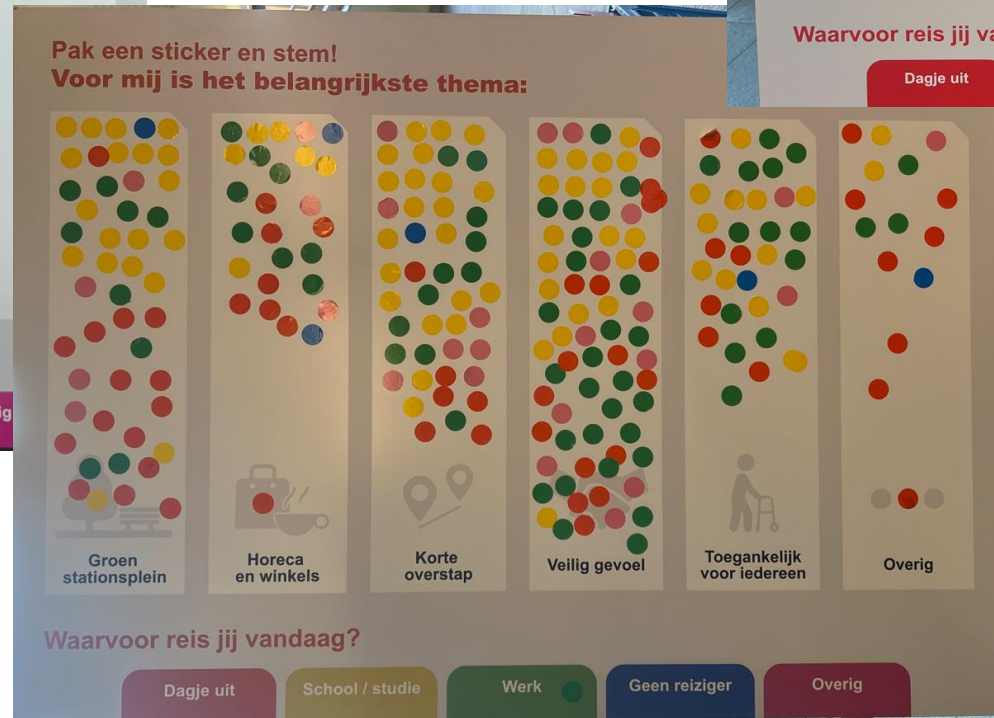 Pak een sticker en stem!
Voor mij is het belangrijkste thema:
Groen
stationsplein
Horeca
en winkels
Korte
overstap
Veilig gevoel
Toegankelijk
voor iedereen
Overig
Waarvoor reis jij vandaag?
Dagje uit
School / studie
Werk
Geen reiziger
Overig
Waarvoor reis jij va
Dagje uit
ig